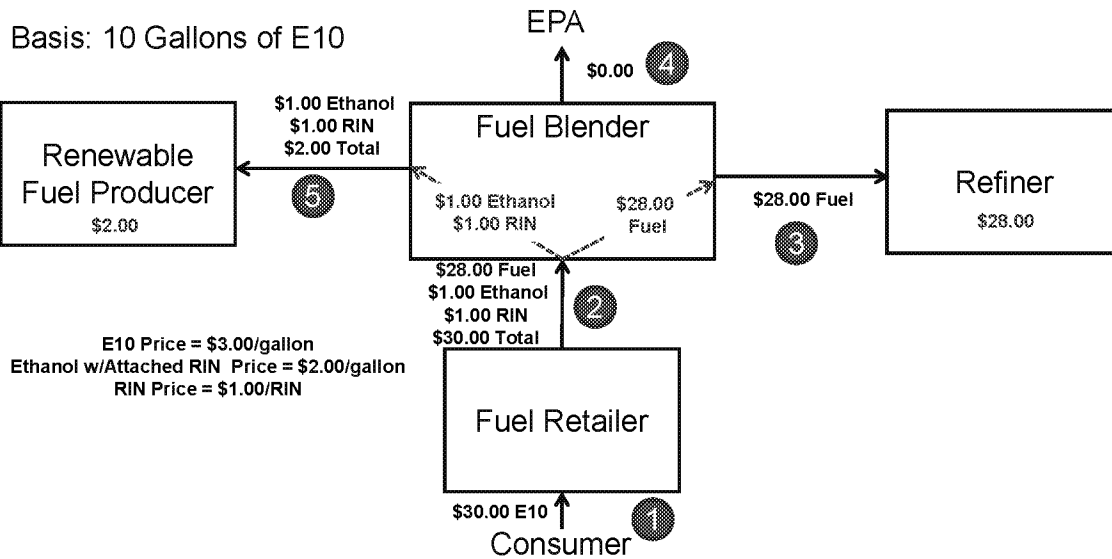 EPA
Basis: 10 Gallons of E10
$0.00
4
$1.00 Ethanol
$1.00 RIN
$2.00 Total
Fuel Blender
Renewable
Fuel Producer
$2.00
5
$1.00 Ethanol
$1.00 RIN
$28.00
Fuel
$28.00 Fuel
3
Refiner
$28.00
$28.00 Fuel
$1.00 Ethanol
$1.00 RIN
$30.00 Total
2
E10 Price = $3.00/gallon
Ethanol w/Attached RIN Price = $2.00/gallon
RIN Price = $1.00/RIN
Fuel Retailer
$30.00 E10
1
Consumer